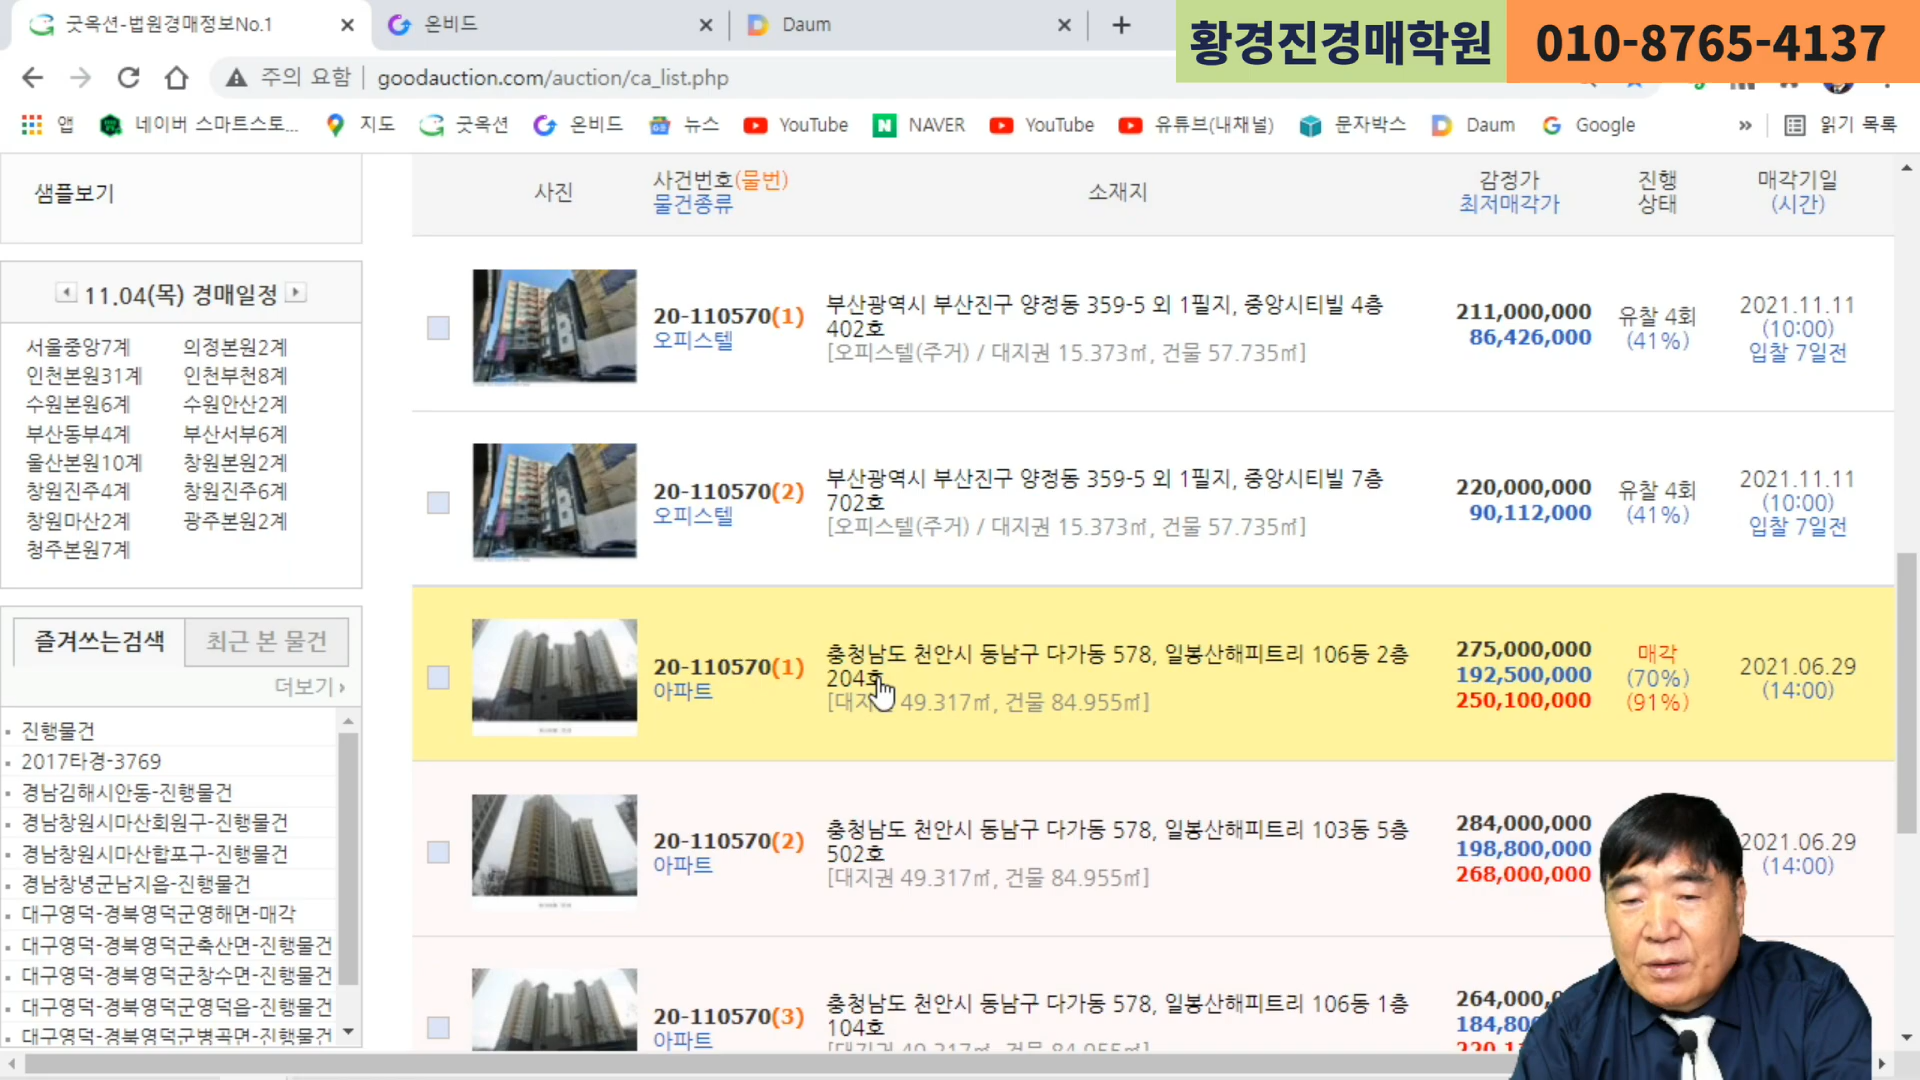 굿옥션-법원경매정보No.1
온비드
Daum
황경진경매학원
010-8765-4137
주의 요함
goodauction.com/auction/ca_list.php
앱
네이버 스마트스토...
지도
굿옥션
온비드
뉴스
YouTube
NAVER
YouTube
유튜브(내채널)
문자박스
Daum
Google
»
읽기 목록
샘플보기
11.04(목) 경매일정
서울중앙7계 의정본원2계
인천본원31계 인천부천8계
수원본원6계 수원안산2계
부산동부4계 부산서부6계
울산본원10계 창원본원2계
창원진주4계 창원진주6계
창원마산2계 광주본원2계
청주본원7계
즐겨쓰는검색
최근 본 물건
더보기
진행물건
2017타경-3769
경남김해시안동-진행물건
경남창원시마산회원구-진행물건
경남창원시마산합포구-진행물건
경남창녕군남지읍-진행물건
대구영덕-경북영덕군영해면-매각
대구영덕-경북영덕군축산면-진행물건
대구영덕-경북영덕군창수면-진행물건
대구영덕-경북영덕군영덕읍-진행물건
대구영덕-경북영덕군병곡면-진행물건
사진
사건번호(물번)
물건종류
소재지
감정가
최저매각가
진행
상태
매각기일
(시간)
20-110570(1)
오피스텔
부산광역시 부산진구 양정동 359-5 외 1필지, 중앙시티빌 4층
402호
[오피스텔(주거) / 대지권 15.373㎡, 건물 57.735㎡]
211,000,000
86,426,000
유찰 4회
(41%)
2021.11.11
(10:00)
입찰 7일전
20-110570(2)
오피스텔
부산광역시 부산진구 양정동 359-5 외 1필지, 중앙시티빌 7층
702호
[오피스텔(주거) / 대지권 15.373㎡, 건물 57.735㎡]
220,000,000
90,112,000
유찰 4회
(41%)
2021.11.11
(10:00)
입찰 7일전
20-110570(1)
아파트
충청남도 천안시 동남구 다가동 578, 일봉산해피트리 106동 2층
204호
[대지권 49.317㎡, 건물 84.955㎡]
275,000,000
192,500,000
250,100,000
매각
(70%)
(91%)
2021.06.29
(14:00)
20-110570(2)
아파트
충청남도 천안시 동남구 다가동 578, 일봉산해피트리 103동 5층
502호
[대지권 49.317㎡, 건물 84.955㎡]
284,000,000
198,800,000
268,000,000
2021.06.29
(14:00)
20-110570(3)
아파트
충청남도 천안시 동남구 다가동 578, 일봉산해피트리 106동 1층
104호
[대지권 49.317㎡, 건물 84.955㎡]
264,000,
184,80